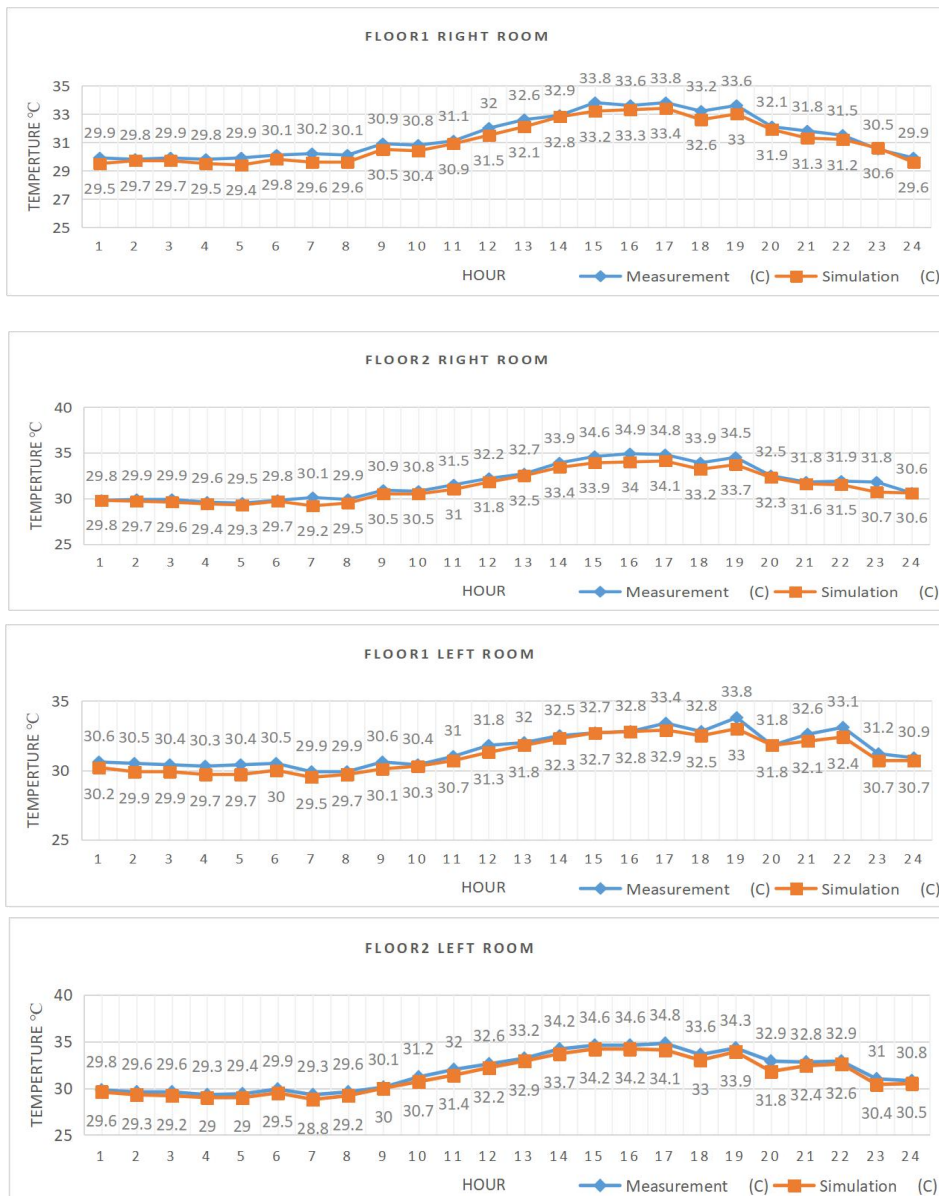 FLOOR1 RIGHT ROOM
TEMPERTURE °C
35
33
31
29
27
25
29.9 29.8 29.9 29.8 29.9 30.1 30.2 30.1 30.9 30.8 31.1 32 32.6 32.9 33.8 33.6 33.8 33.2 33.6 32.1 31.8 31.5 30.5 29.9
29.5 29.7 29.7 29.5 29.4 29.8 29.6 29.6 30.5 30.4 30.9 31.5 32.1 32.8 33.2 33.3 33.4 32.6 33 31.9 31.3 31.2 30.6 29.6
1 2 3 4 5 6 7 8 9 10 11 12 13 14 15 16 17 18 19 20 21 22 23 24
HOUR
Measurement (C) Simulation (C)
FLOOR2 RIGHT ROOM
TEMPERTURE °C
40
35
30
25
29.8 29.9 29.9 29.6 29.5 29.8 30.1 29.9 30.9 30.8 31.5 32.2 32.7 33.9 34.6 34.9 34.8 33.9 34.5 32.5 31.8 31.9 31.8 30.6
29.8 29.7 29.6 29.4 29.3 29.7 29.2 29.5 30.5 30.5 31 31.8 32.5 33.4 33.9 34 34.1 33.2 33.7 32.3 31.6 31.5 30.7 30.6
1 2 3 4 5 6 7 8 9 10 11 12 13 14 15 16 17 18 19 20 21 22 23 24
HOUR
Measurement (C) Simulation (C)
FLOOR1 LEFT ROOM
TEMPERTURE °C
35
30
25
30.6 30.5 30.4 30.3 30.4 30.5 29.9 29.9 30.6 30.4 31 31.8 32 32.5 32.7 32.8 33.4 32.8 33.8 31.8 32.6 33.1 31.2 30.9
30.2 29.9 29.9 29.7 29.7 30 29.5 29.7 30.1 30.3 30.7 31.3 31.8 32.3 32.7 32.8 32.9 32.5 33 31.8 32.1 32.4 30.7 30.7
1 2 3 4 5 6 7 8 9 10 11 12 13 14 15 16 17 18 19 20 21 22 23 24
HOUR
Measurement (C) Simulation (C)
FLOOR2 LEFT ROOM
TEMPERTURE °C
40
35
30
25
29.8 29.6 29.6 29.3 29.4 29.9 29.3 29.6 30.1 31.2 32 32.6 33.2 34.2 34.6 34.6 34.8 33.6 34.3 32.9 32.8 32.9 31 30.8
29.6 29.3 29.2 29 29 29.5 28.8 29.2 30 30.7 31.4 32.2 32.9 33.7 34.2 34.2 34.1 33 33.9 31.8 32.4 32.6 30.4 30.5
1 2 3 4 5 6 7 8 9 10 11 12 13 14 15 16 17 18 19 20 21 22 23 24
HOUR
Measurement (C) Simulation (C)